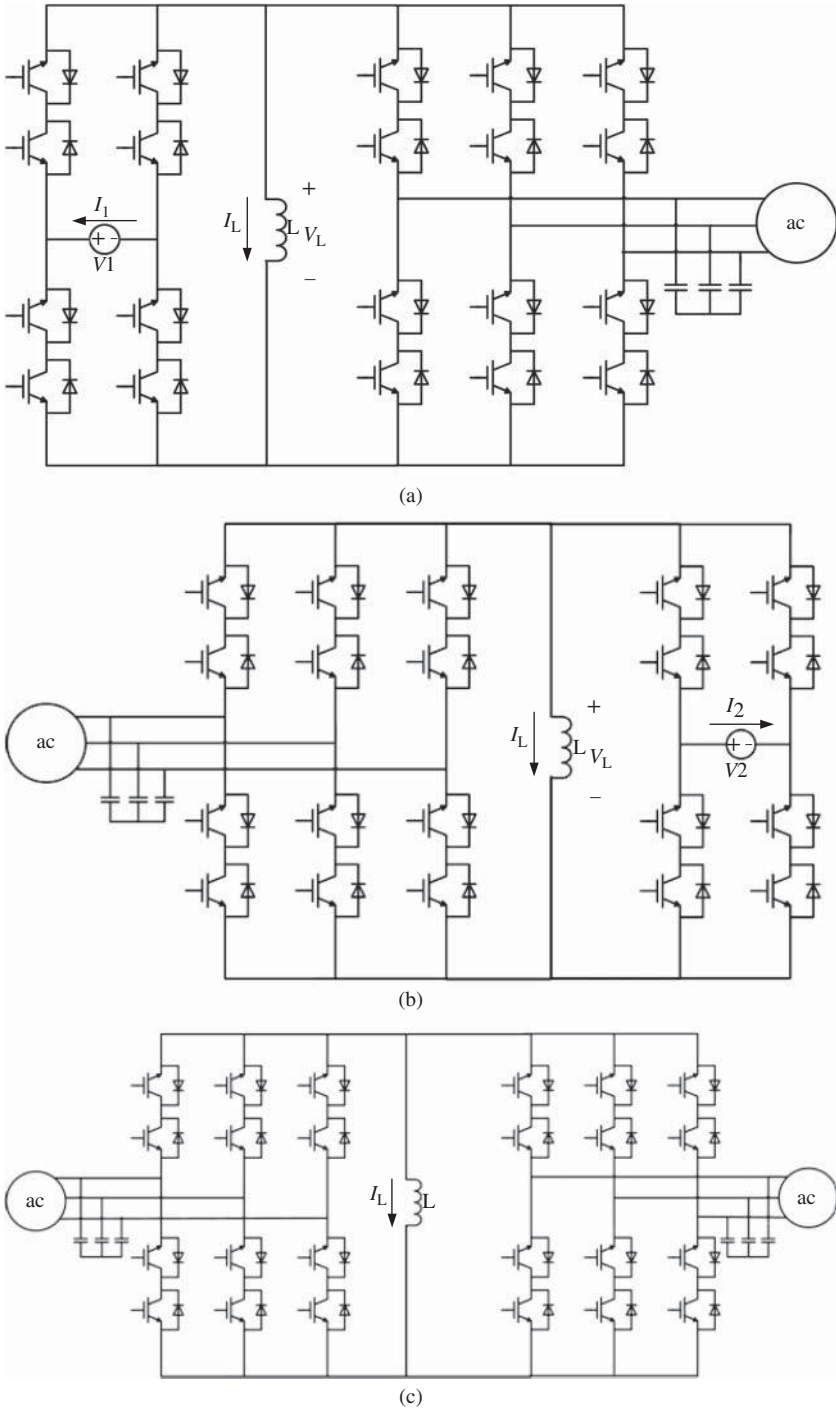 I1
IL
+
L
VL
−
+ -
V1
ac
(a)
ac
IL
+
L
VL
−
I2
+ -
V2
(b)
ac
IL
L
ac
(c)